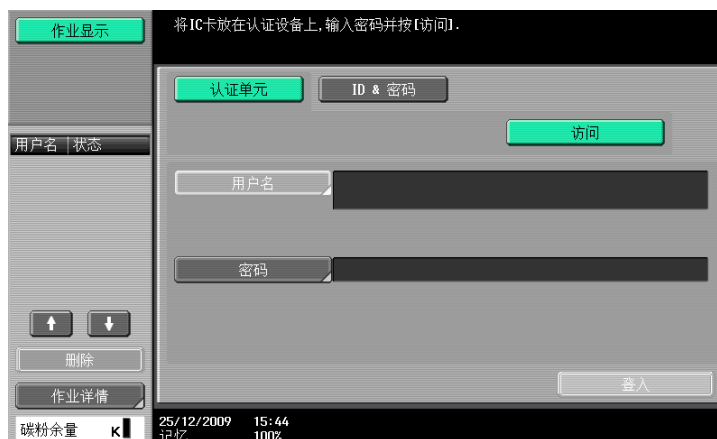 作业显示
将IC卡放在认证设备上,输入密码并按[访问].
认证单元
ID & 密码
访问
用户名 状态
用户名
密码
删除
登入
作业详情
碳粉余量 K
25/12/2009 15:44
记忆 100%